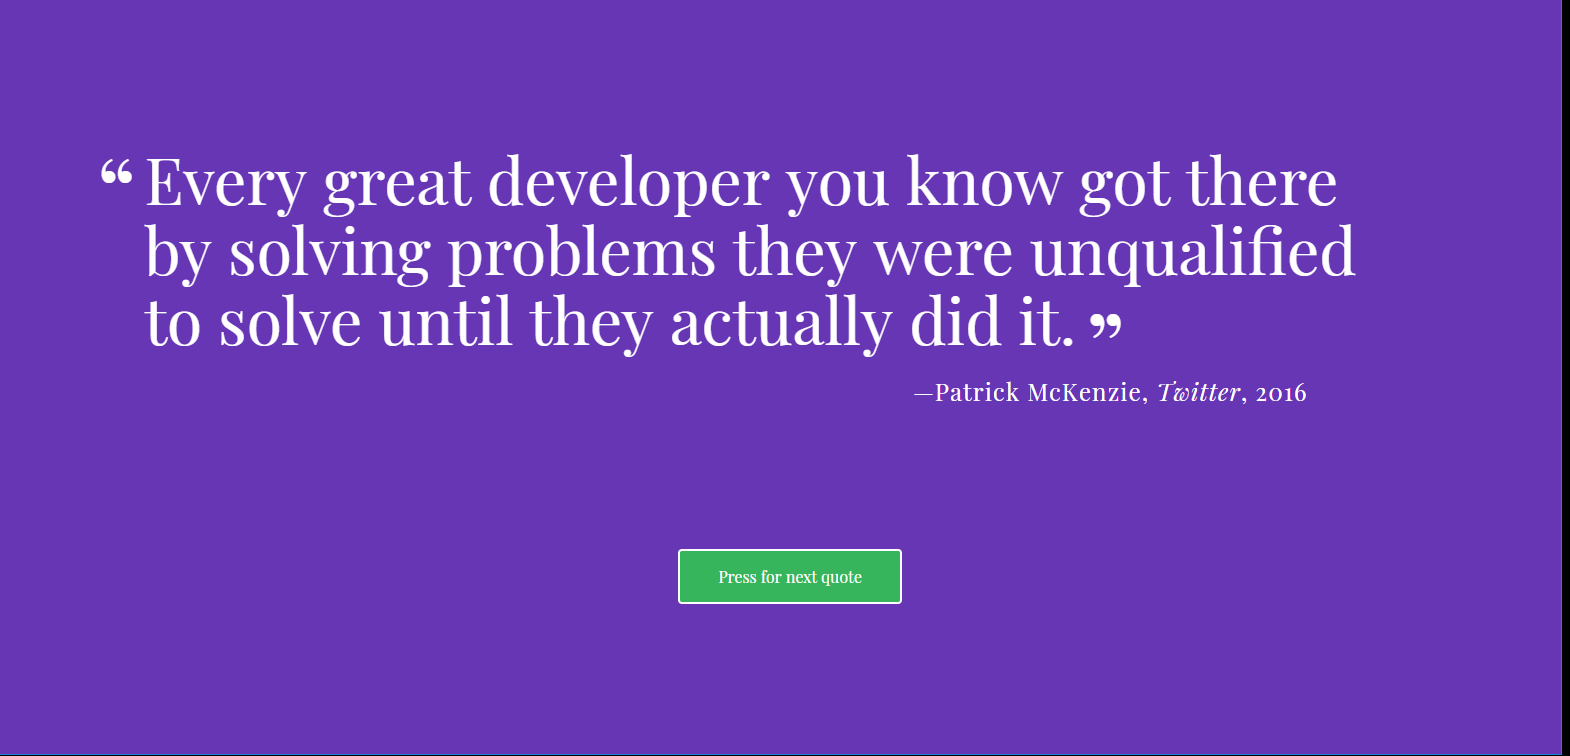 “Every great developer you know got there
by solving problems they were unqualified
to solve until they actually did it.”
—Patrick McKenzie, Twitter, 2016
Press for next quote